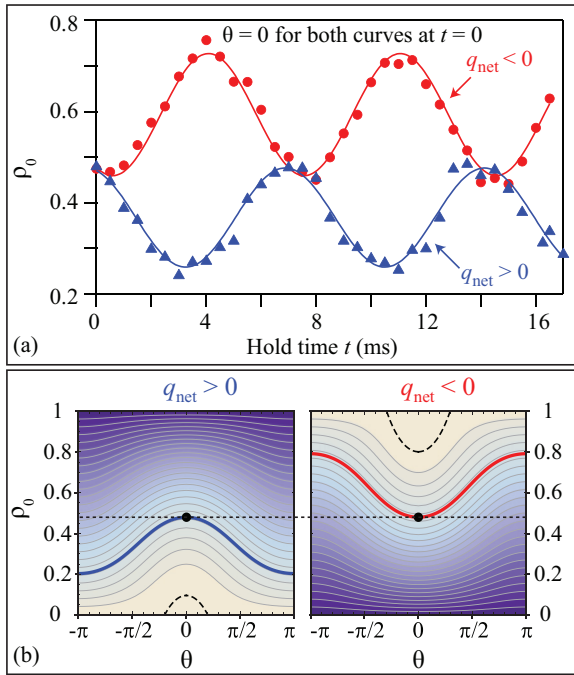 θ = 0 for both curves at t = 0
q_net < 0
q_net > 0
ρ_0
0.8
0.6
0.4
0.2
0
4
8
12
16
Hold time t (ms)
(a)
q_net > 0
q_net < 0
ρ_0
1
0.8
0.6
0.4
0.2
0
1
0.8
0.6
0.4
0.2
0
-π
-π/2
0
π/2
π
-π
-π/2
0
π/2
π
θ
θ
(b)